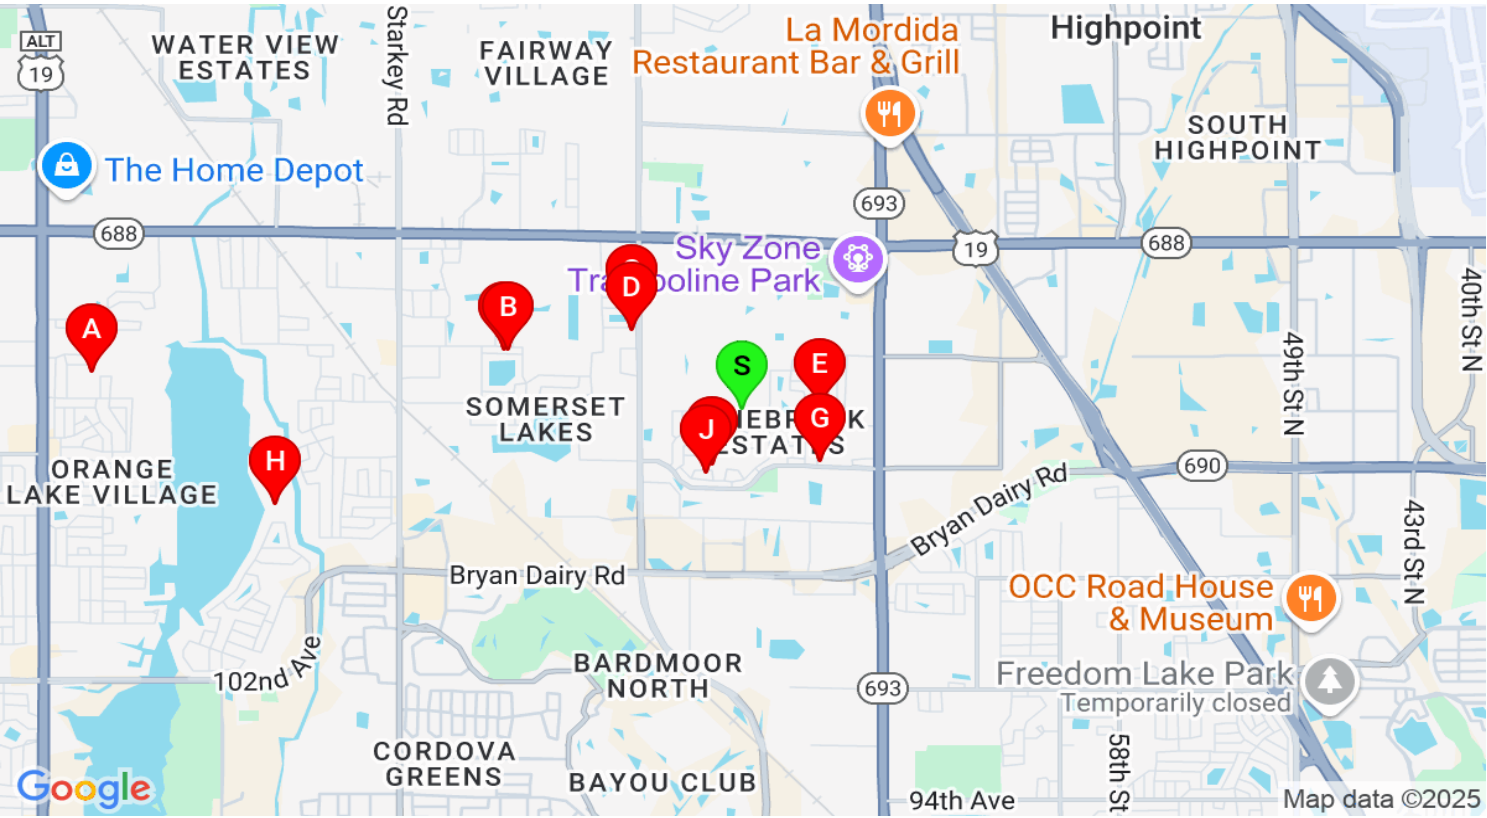 ALT
19
WATER VIEW
ESTATES
Starkey Rd
FAIRWAY
VILLAGE
La Mordida
Restaurant Bar & Grill
Highpoint
SOUTH
HIGHPOINT
The Home Depot
688
693
19
688
Sky Zone
Trampoline Park
40th St N
A
B
D
S
E
G
J
H
49th St N
SOMERSET
LAKES
ESTATES
ORANGE
LAKE VILLAGE
690
Bryan Dairy Rd
43rd St N
Bryan Dairy Rd
OCC Road House
& Museum
102nd Ave
BARDMOOR
NORTH
693
Freedom Lake Park
Temporarily closed
CORDOVA
GREENS
BAYOU CLUB
58th St
94th Ave
Google
Map data ©2025